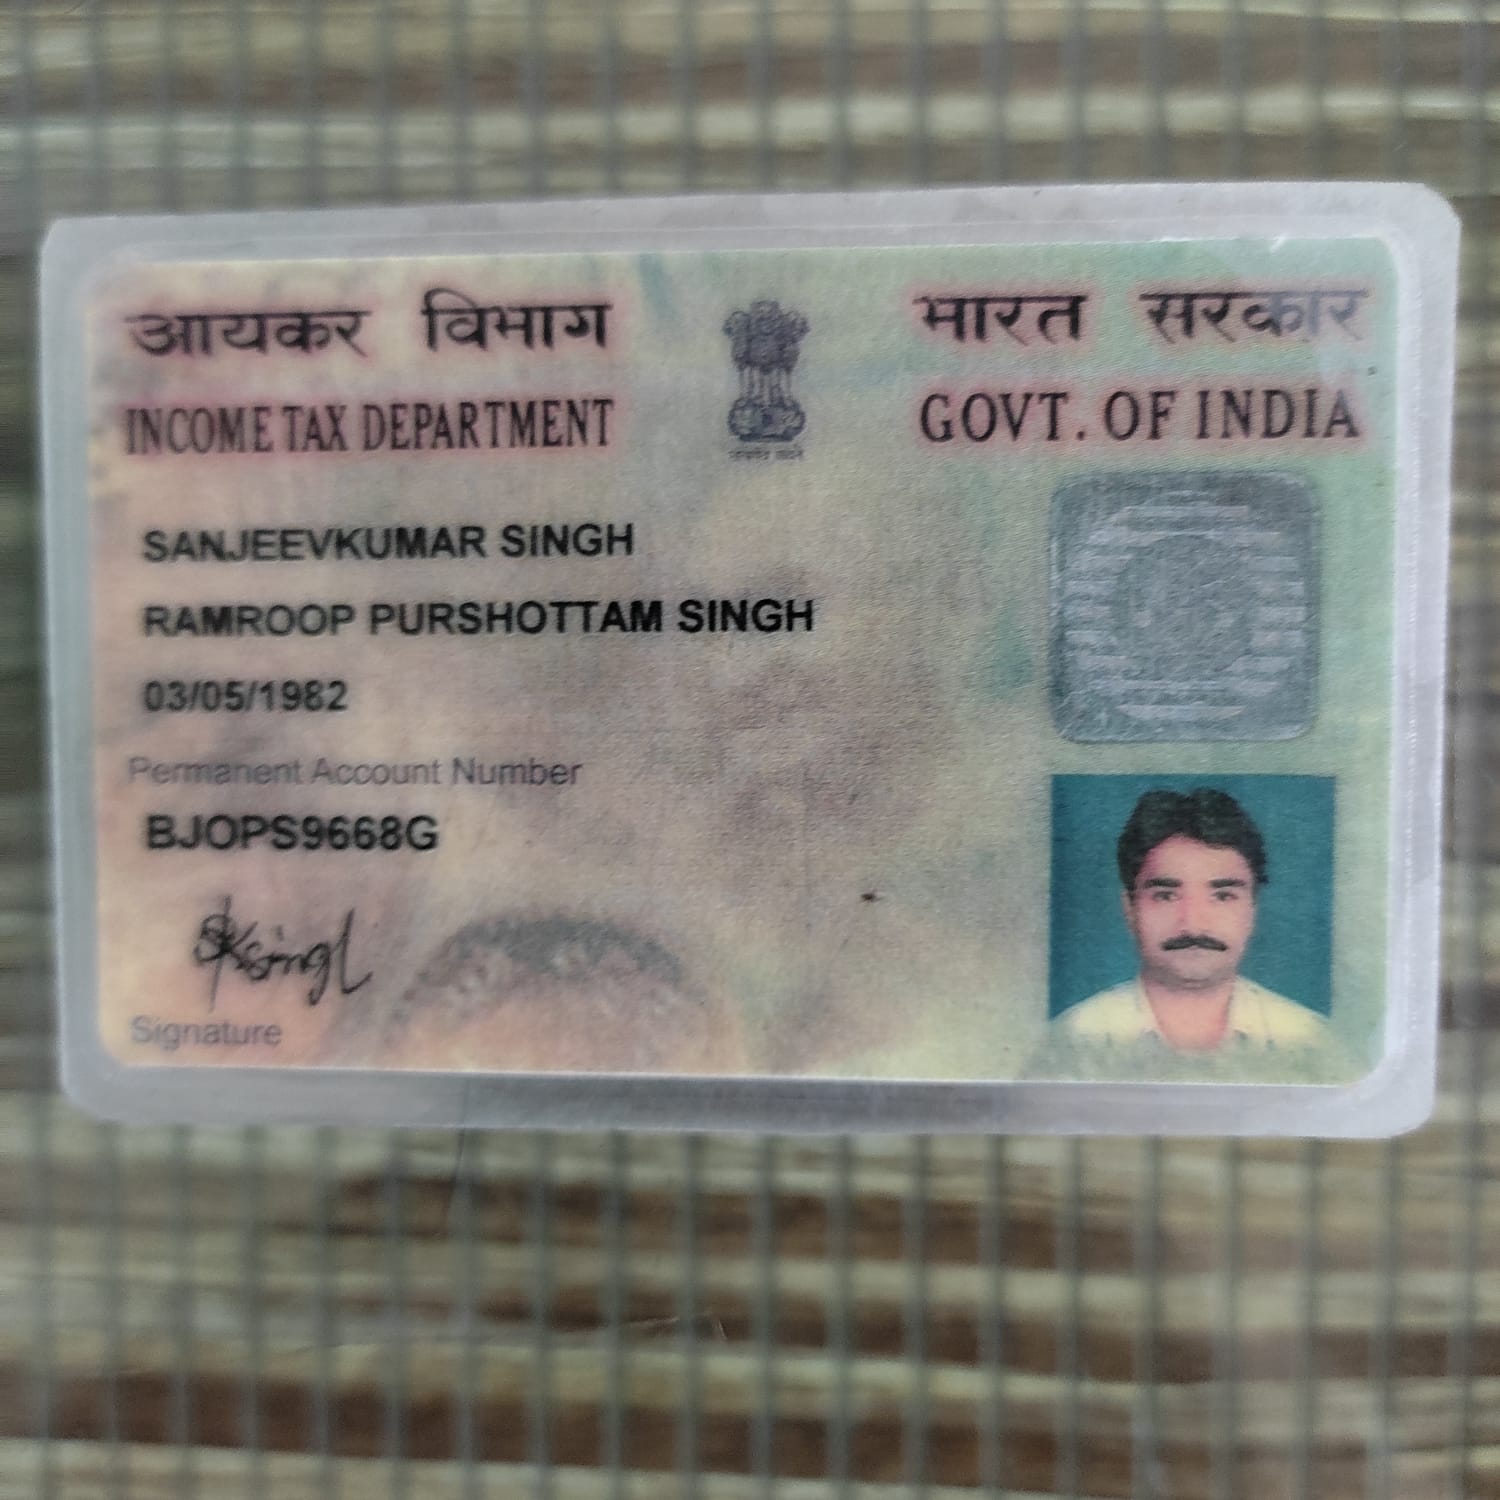 आयकर विभाग
भारत सरकार
INCOME TAX DEPARTMENT
GOVT. OF INDIA
SANJEEVKUMAR SINGH
RAMROOP PURSHOTTAM SINGH
03/05/1982
Permanent Account Number
BJOPS9668G
SKsingh
Signature